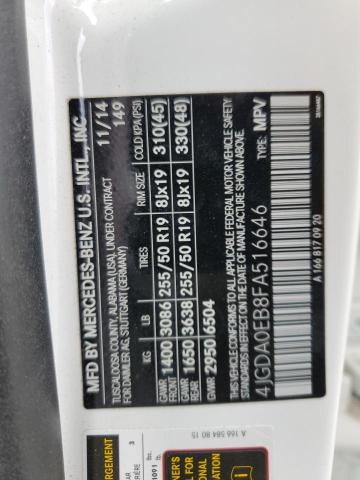 MFD BY MERCEDES-BENZ U.S. INTL., INC.
TUSCALOOSA COUNTY, ALABAMA (USA), UNDER CONTRACT 11/14
FOR DAIMLER AG, STUTTGART (GERMANY) 149
KG LB TIRES RIM SIZE COLD KPA(PSI)
GAWR FRONT 1400 3086 255/50 R19 8Jx19 310(45)
GAWR REAR 1650 3638 255/50 R19 8Jx19 330(48)
GVWR 2950 6504
THIS VEHICLE CONFORMS TO ALL APPLICABLE FEDERAL MOTOR VEHICLE SAFETY
IN EFFECT ON THE DATE OF MANUFACTURE SHOWN ABOVE.
4JGDA0EB8FA516646 TYPE: MPV
A 166 817 09 20
A 166 584 80 15
3